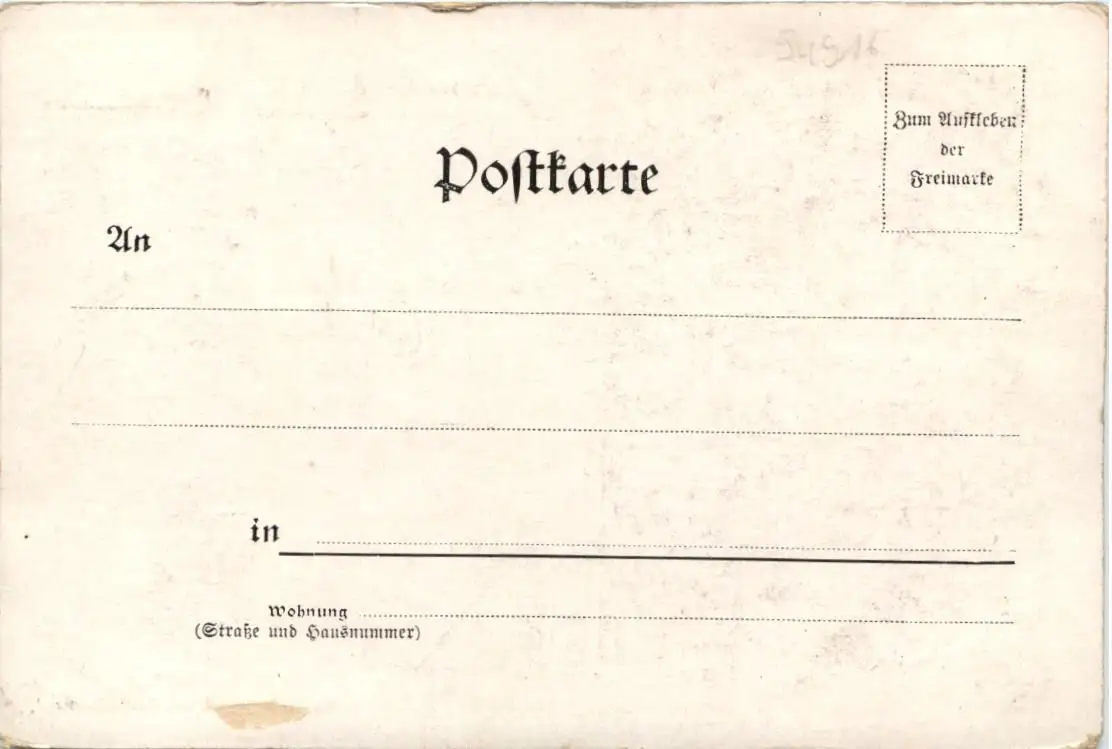 Zum Aufkleben
der
Freimarke
Postkarte
An
in
Wohnung
(Straße und Hausnummer)